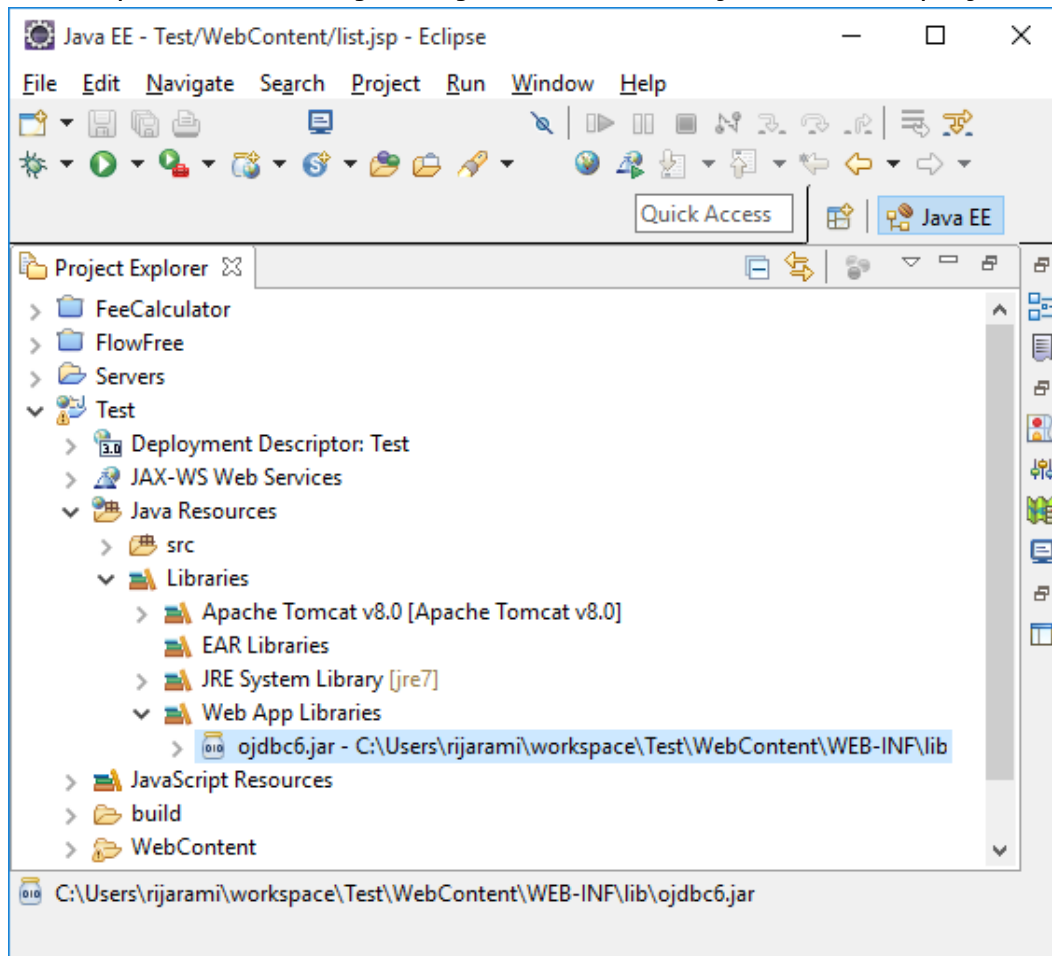 Java EE - Test/WebContent/list.jsp - Eclipse
File Edit Navigate Search Project Run Window Help
Quick Access
Java EE
Project Explorer
FeeCalculator
FlowFree
Servers
Test
3.0 Deployment Descriptor: Test
JAX-WS Web Services
Java Resources
src
Libraries
Apache Tomcat v8.0 [Apache Tomcat v8.0]
EAR Libraries
JRE System Library [jre7]
Web App Libraries
010 ojdbc6.jar - C:\Users\rijarami\workspace\Test\WebContent\WEB-INF\lib
JavaScript Resources
build
WebContent
010 C:\Users\rijarami\workspace\Test\WebContent\WEB-INF\lib\ojdbc6.jar